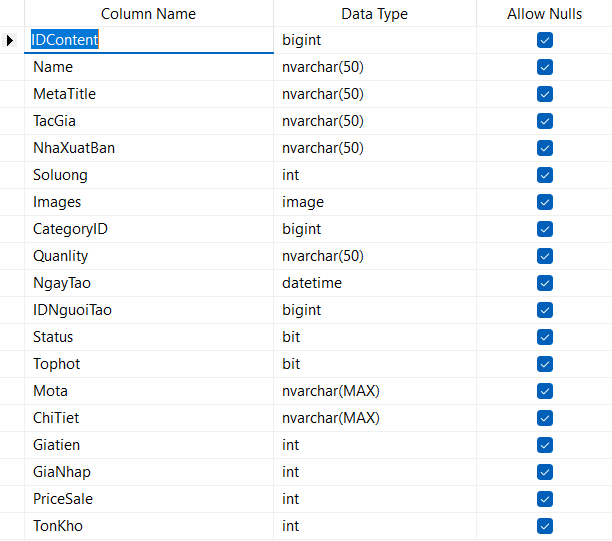 Column Name Data Type Allow Nulls
IDContent bigint
Name nvarchar(50)
MetaTitle nvarchar(50)
TacGia nvarchar(50)
NhaXuatBan nvarchar(50)
Soluong int
Images image
CategoryID bigint
Quanlity nvarchar(50)
NgayTao datetime
IDNguoiTao bigint
Status bit
Tophot bit
Mota nvarchar(MAX)
ChiTiet nvarchar(MAX)
Giatien int
GiaNhap int
PriceSale int
TonKho int